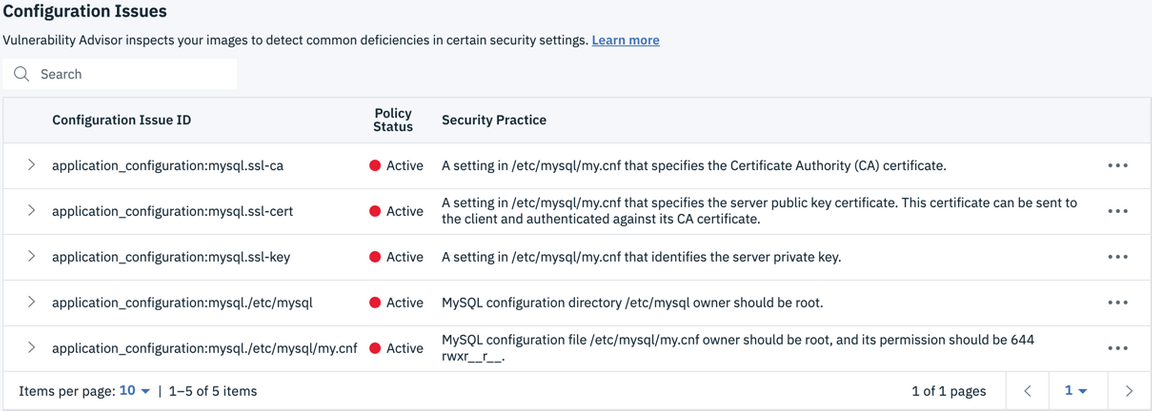 Configuration Issues
Vulnerability Advisor inspects your images to detect common deficiencies in certain security settings. Learn more
Search
Configuration Issue ID
Policy
Status
Security Practice
application_configuration:mysql.ssl-ca
Active
A setting in /etc/mysql/my.cnf that specifies the Certificate Authority (CA) certificate.
application_configuration:mysql.ssl-cert
Active
A setting in /etc/mysql/my.cnf that specifies the server public key certificate. This certificate can be sent to
the client and authenticated against its CA certificate.
application_configuration:mysql.ssl-key
Active
A setting in /etc/mysql/my.cnf that identifies the server private key.
application_configuration:mysql./etc/mysql
Active
MySQL configuration directory /etc/mysql owner should be root.
application_configuration:mysql./etc/mysql/my.cnf
Active
MySQL configuration file /etc/mysql/my.cnf owner should be root, and its permission should be 644
rwxr__r__.
Items per page: 10 | 1–5 of 5 items
1 of 1 pages
1